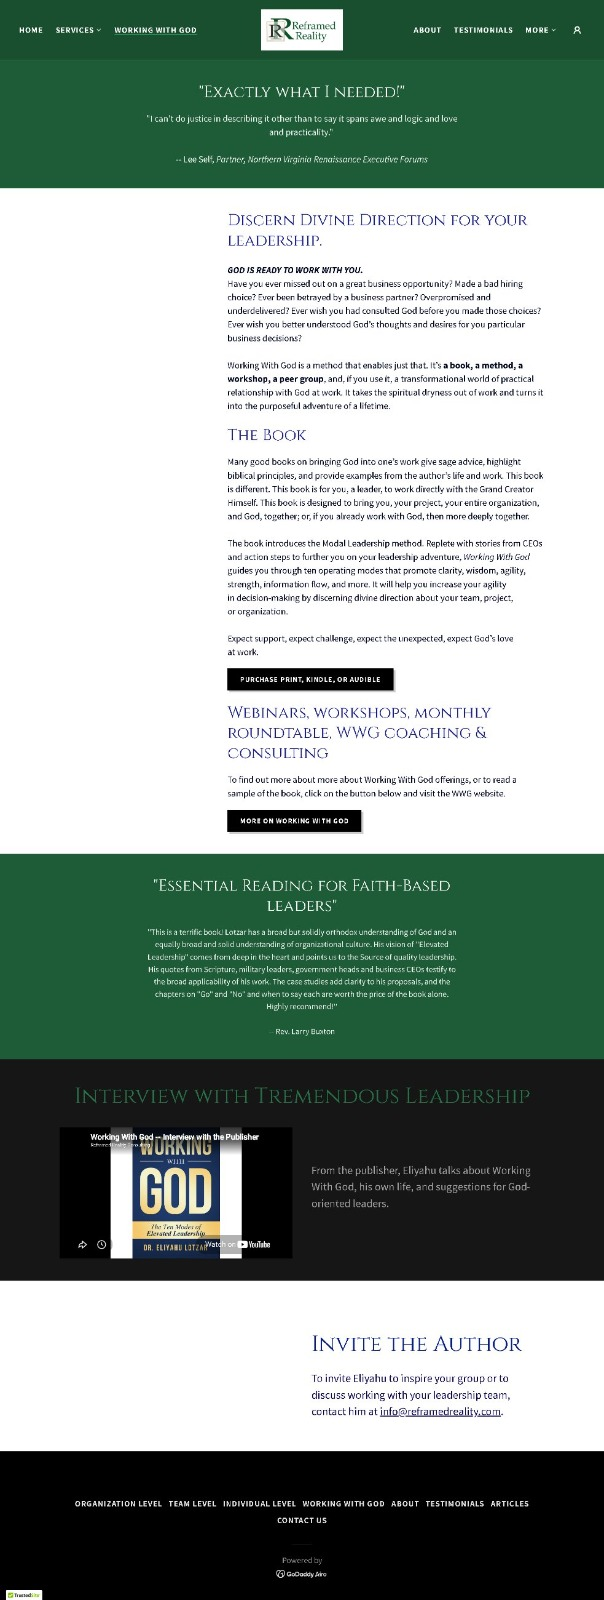 HOME SERVICES WORKING WITH GOD
Reframed
Reality
ABOUT TESTIMONIALS MORE
"Exactly what I needed!"
"I can't do justice in describing it other than to say it spans awe and logic and love
and practicality."
-- Lee Self, Partner, Northern Virginia Renaissance Executive Forums
Discern Divine Direction for your
leadership.
GOD IS READY TO WORK WITH YOU.
Have you ever missed out on a great business opportunity? Made a bad hiring
choice? Ever been betrayed by a business partner? Overpromised and
underdelivered? Ever wish you had consulted God before you made those choices?
Ever wish you better understood God's thoughts and desires for you particular
business decisions?
Working With God is a method that enables just that. It's a book, a method, a
workshop, a peer group, and, if you use it, a transformational world of practical
relationship with God at work. It takes the spiritual dryness out of work and turns it
into the purposeful adventure of a lifetime.
The Book
Many good books on bringing God into one's work give sage advice, highlight
biblical principles, and provide examples from the author's life and work. This book
is different. This book is for you, a leader, to work directly with the Grand Creator
Himself. This book is designed to bring you, your project, your entire organization,
and God, together; or, if you already work with God, then more deeply together.
The book introduces the Modal Leadership method. Replete with stories from CEOs
and action steps to further you on your leadership adventure, Working With God
guides you through ten operating modes that promote clarity, wisdom, agility,
strength, information flow, and more. It will help you increase your agility
in decision-making by discerning divine direction about your team, project,
or organization.
Expect support, expect challenge, expect the unexpected, expect God's love
at work.
PURCHASE PRINT, KINDLE, OR AUDIBLE
Webinars, workshops, monthly
roundtable, WWG coaching &
consulting
To find out more about more about Working With God offerings, or to read a
sample of the book, click on the button below and visit the WWG website.
MORE ON WORKING WITH GOD
"Essential Reading for Faith-Based
leaders"
"This is a terrific book! Lotzar has a broad but solidly orthodox understanding of God and an
equally broad and solid understanding of organizational culture. His vision of "Elevated
Leadership" comes from deep in the heart and points us to the Source of quality leadership.
His quotes from Scripture, military leaders, government heads and business CEOs testify to
the broad applicability of his work. The case studies add clarity to his proposals, and the
chapters on "Go" and "No" and when to say each are worth the price of the book alone.
Highly recommend!"
-- Rev. Larry Buxton
Interview with Tremendous Leadership
Working With God -- Interview with the Publisher
Reframed Reality Consulting
WORKING
WITH
GOD
The Ten Modes of
Elevated Leadership
DR. ELIYAHU LOTZAR
Watch on YouTube
From the publisher, Eliyahu talks about Working
With God, his own life, and suggestions for God-
oriented leaders.
Invite the Author
To invite Eliyahu to inspire your group or to
discuss working with your leadership team,
contact him at info@reframedreality.com.
ORGANIZATION LEVEL TEAM LEVEL INDIVIDUAL LEVEL WORKING WITH GOD ABOUT TESTIMONIALS ARTICLES
CONTACT US
Powered by
GoDaddy Airo
TrustedSite